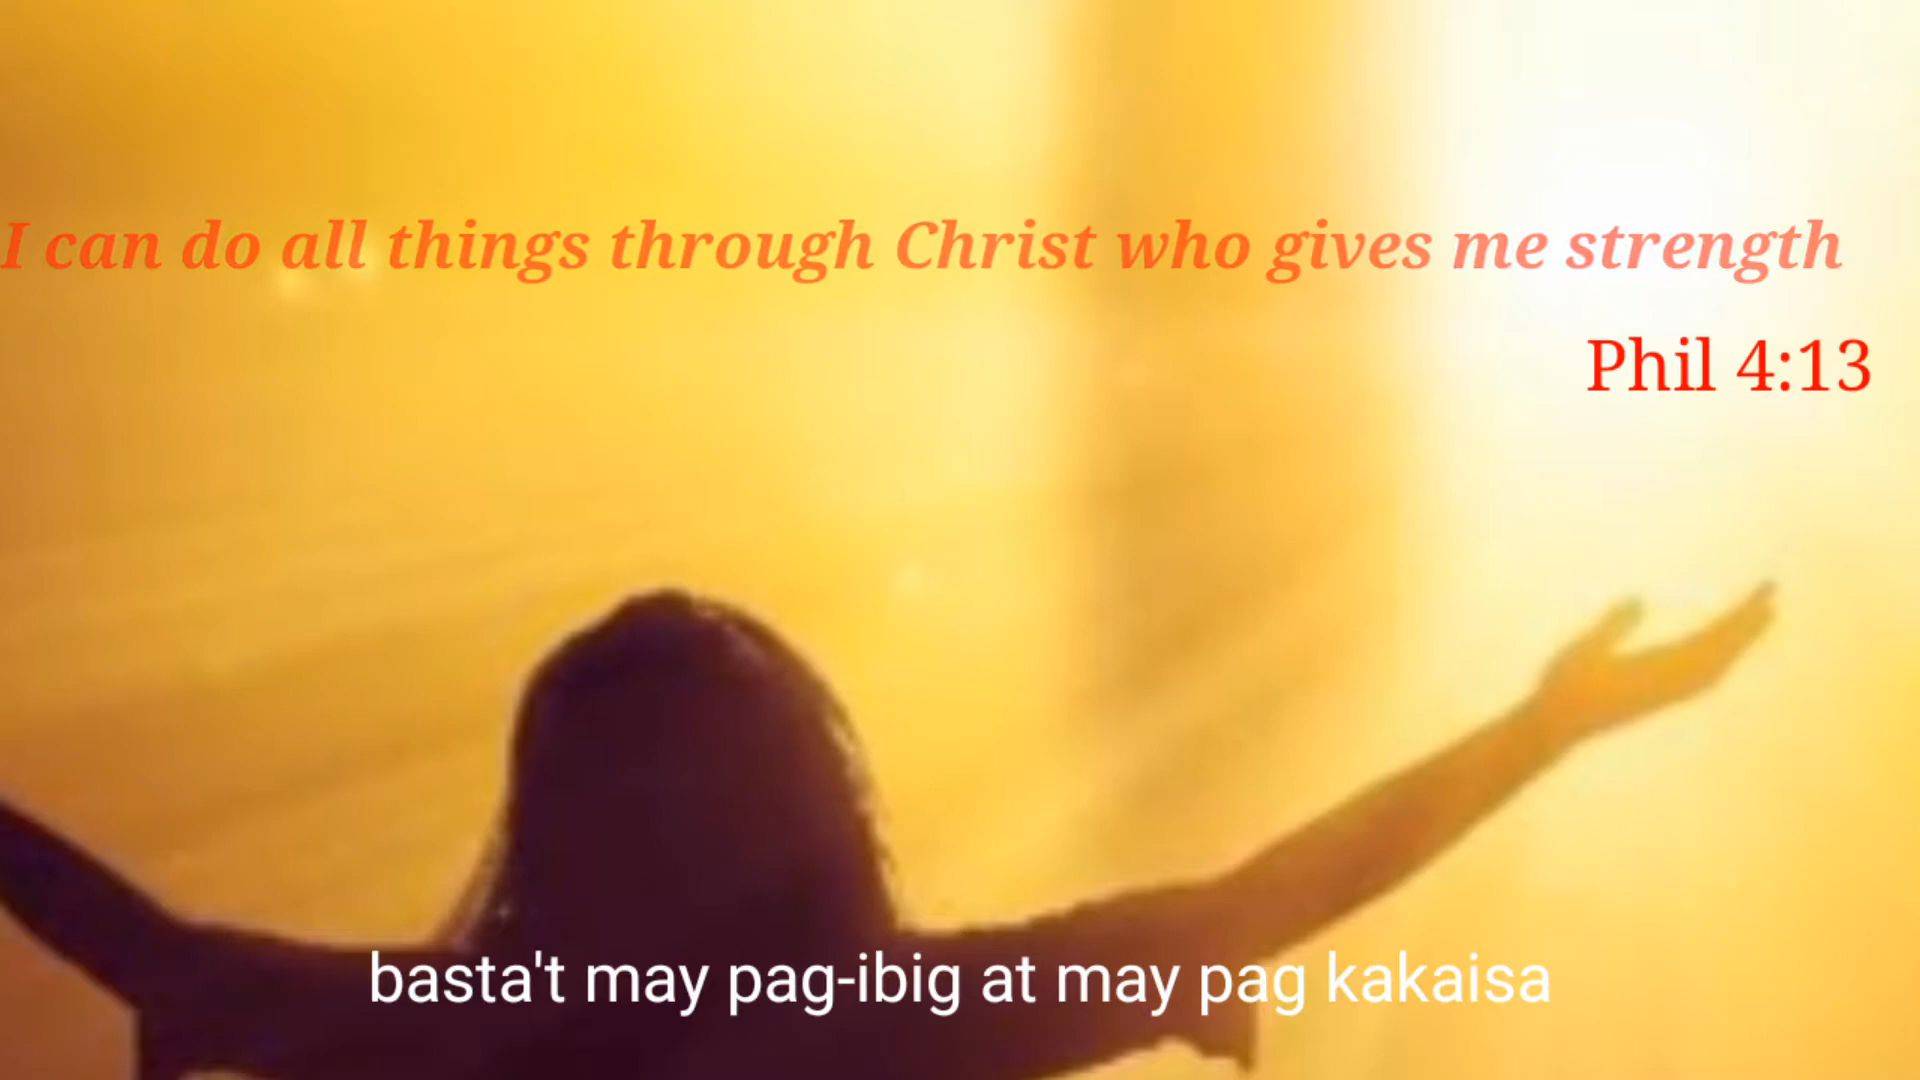 I can do all things through Christ who gives me strength
Phil 4:13
basta't may pag-ibig at may pag kakaisa